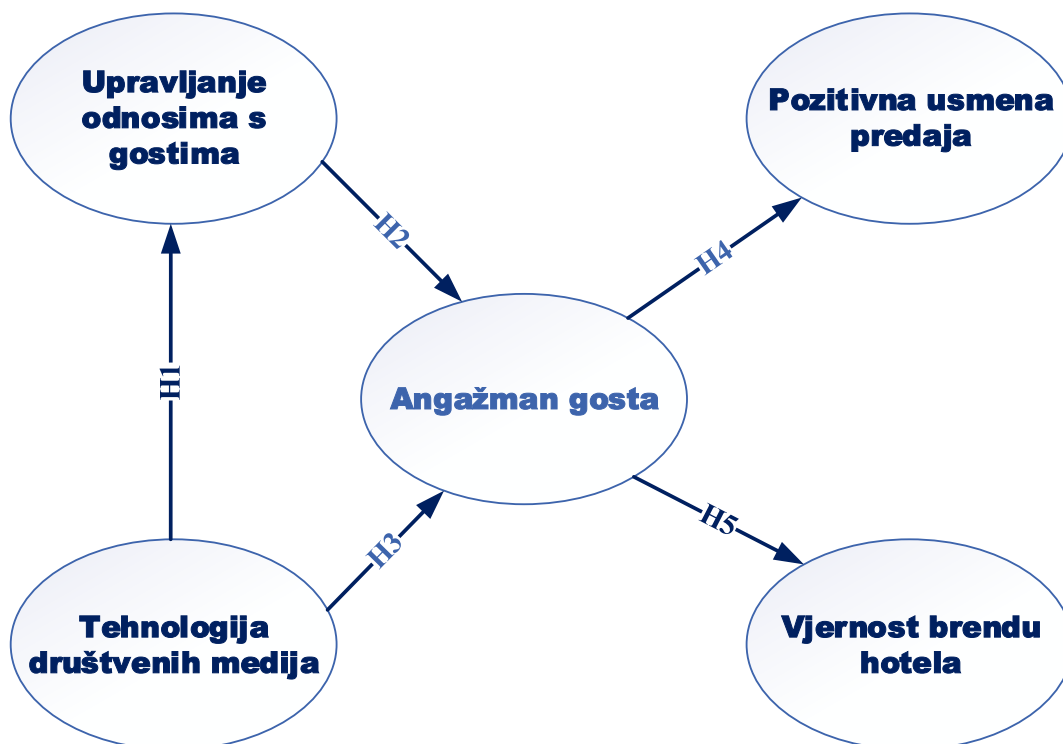 Upravljanje
odnosima s
gostima
Pozitivna usmena
predaja
H2
H4
H1
Angažman gosta
H3
H5
Tehnologija
društvenih medija
Vjernost brendu
hotela